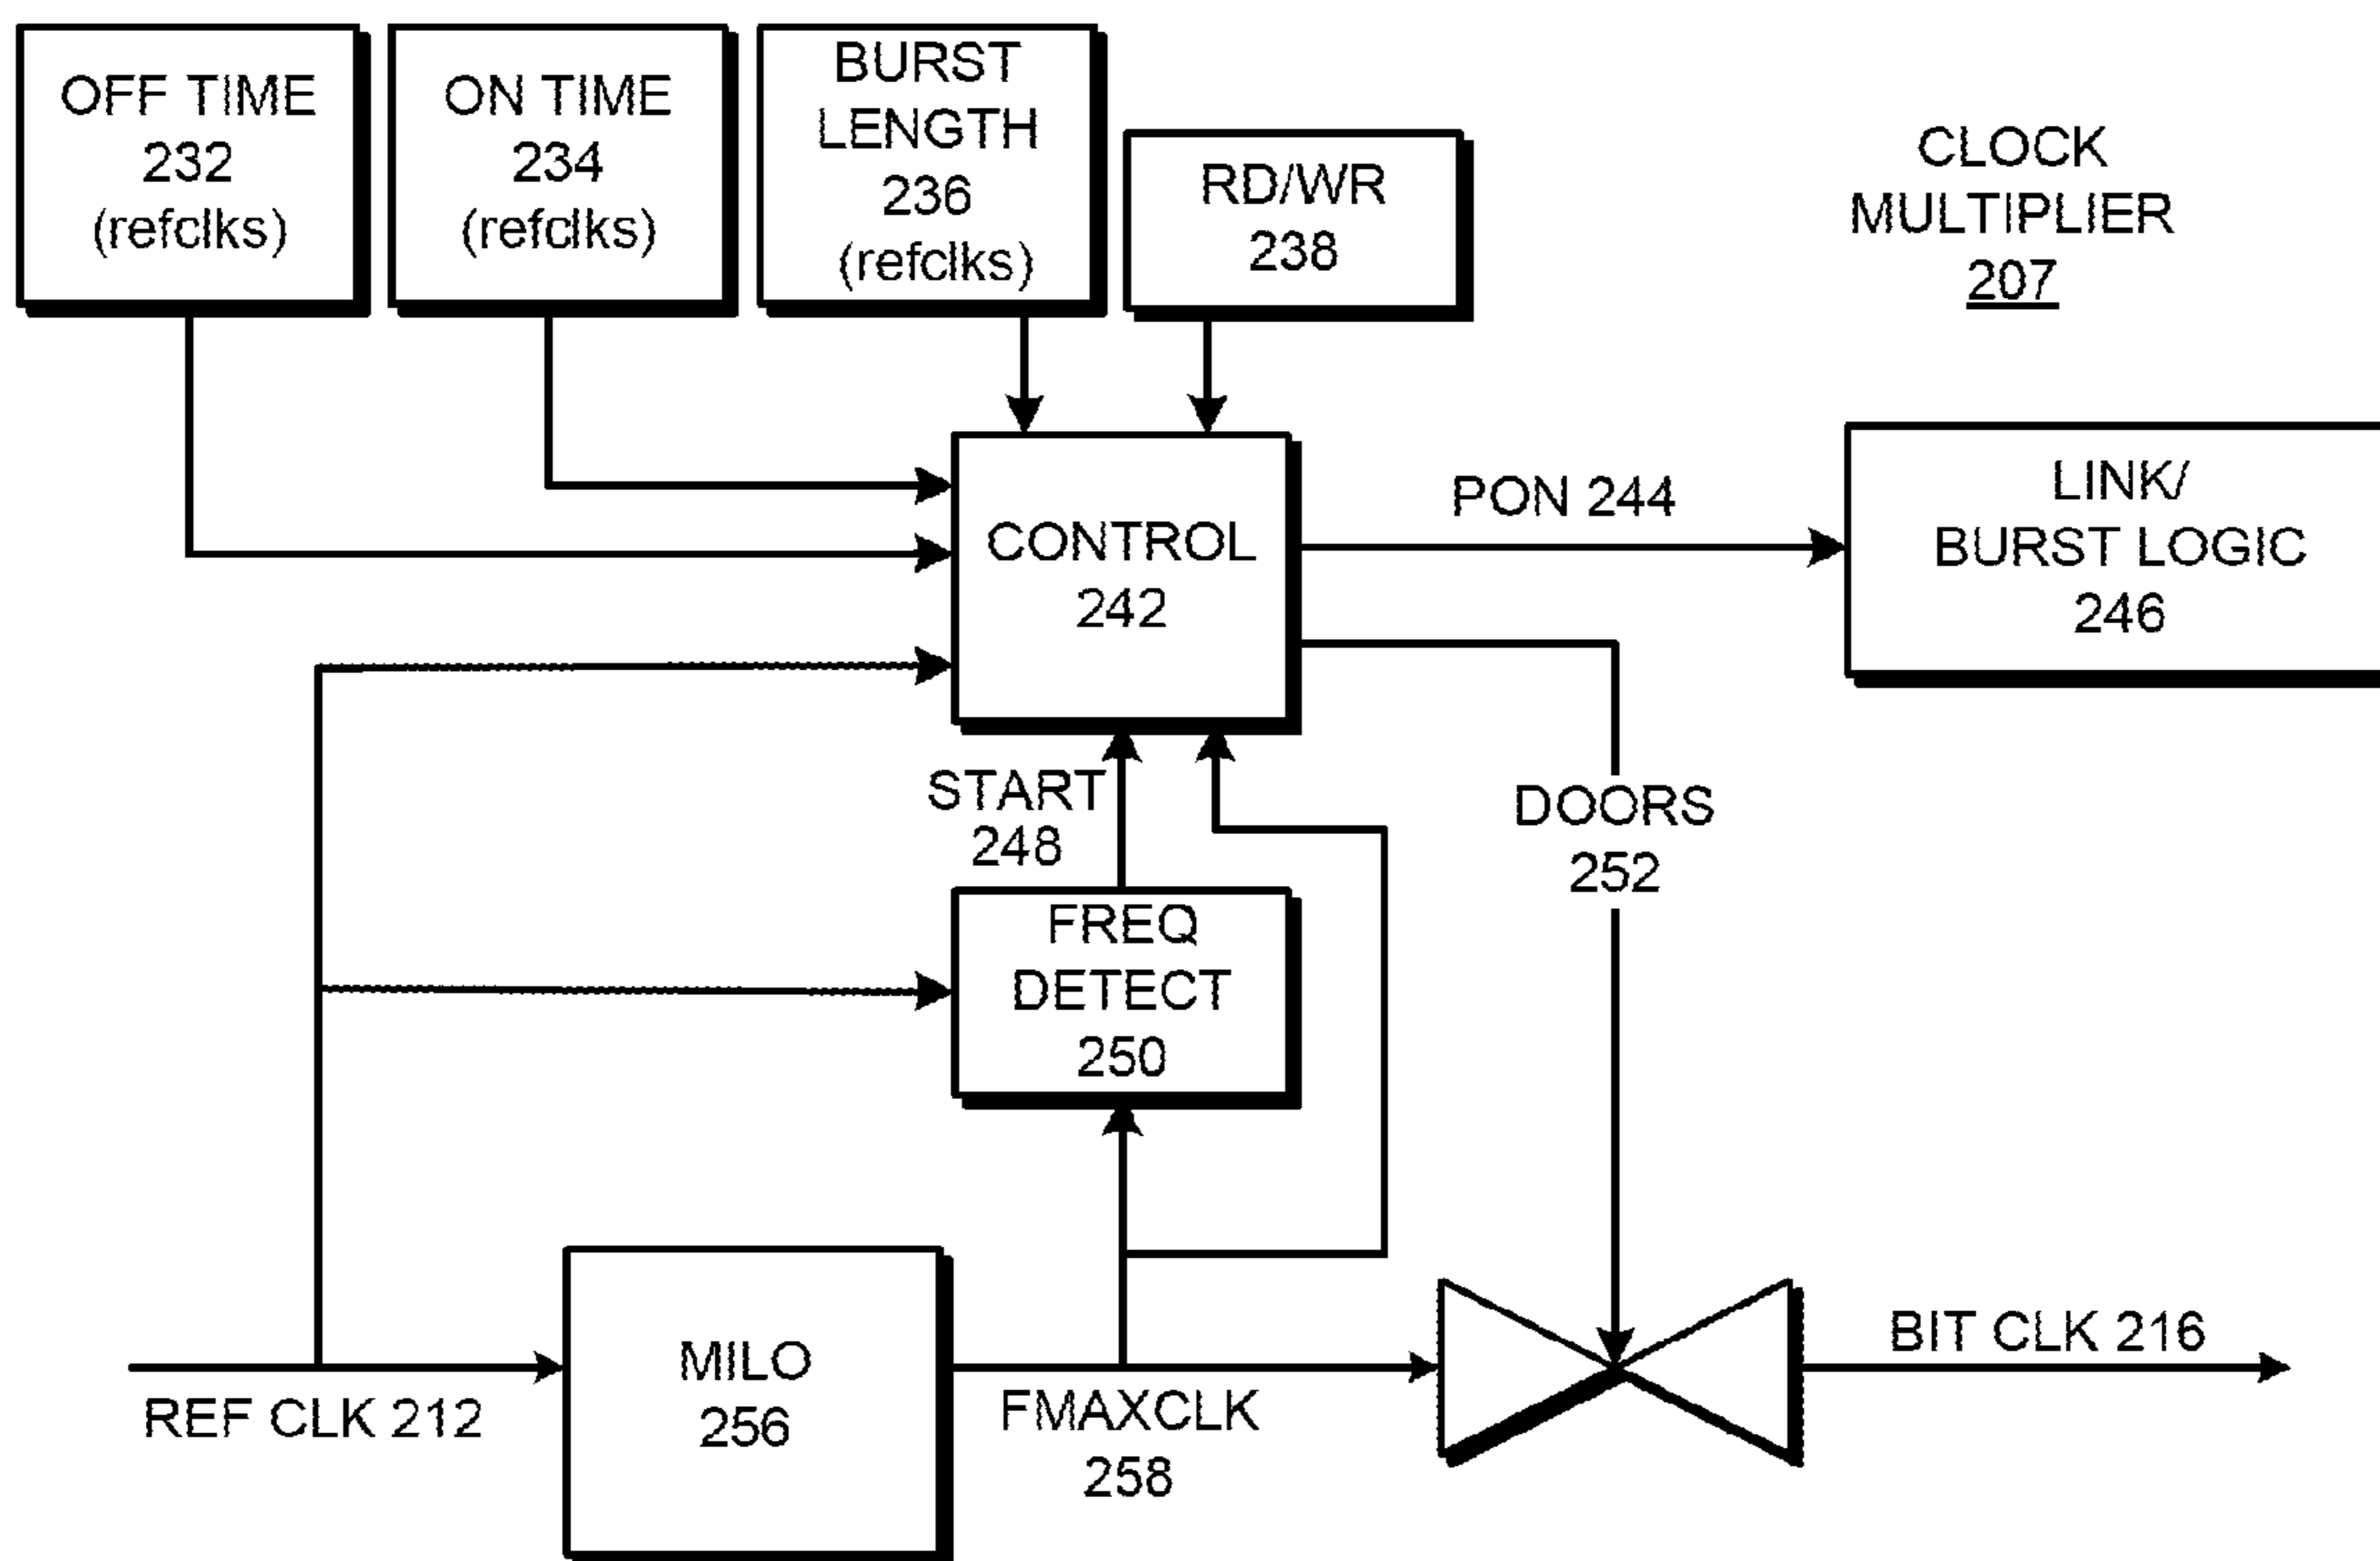 OFF TIME
232
(refclks)
ON TIME
234
(refclks)
BURST
LENGTH
236
(refclks)
RD/WR
238
CLOCK
MULTIPLIER
207
CONTROL
242
PON 244
LINK/
BURST LOGIC
246
START
248
DOORS
252
FREQ
DETECT
250
REF CLK 212
MILO
256
FMAXCLK
258
BIT CLK 216